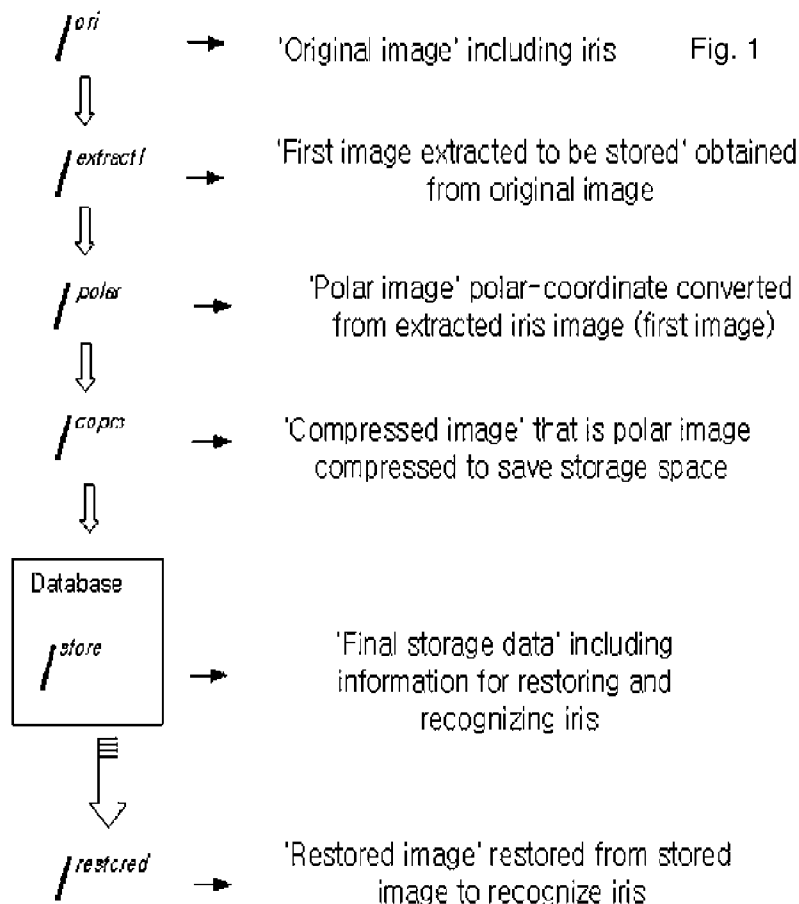 I ori
'Original image' including iris
Fig. 1
I extract1
'First image extracted to be stored' obtained
from original image
I polar
'Polar image' polar-coordinate converted
from extracted iris image (first image)
I copm
'Compressed image' that is polar image
compressed to save storage space
Database
I store
'Final storage data' including
information for restoring and
recognizing iris
I restored
'Restored image' restored from stored
image to recognize iris